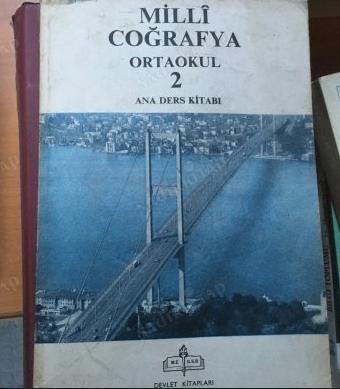 MİLLÎ
COĞRAFYA
ORTAOKUL
2
ANA DERS KİTABI
M.E. G.S.B
DEVLET KİTAPLARI